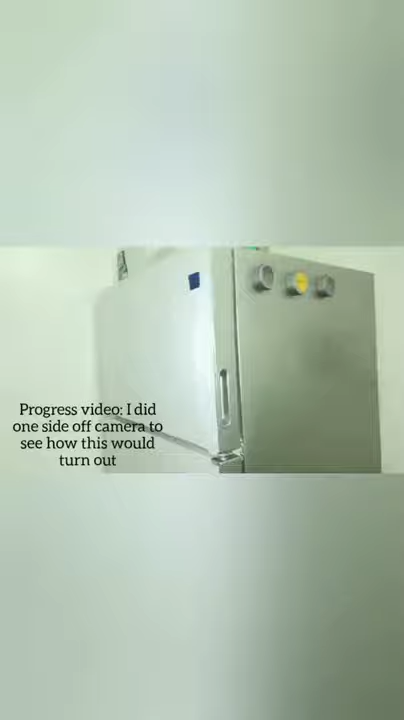 Progress video: I did
one side off camera to
see how this would
turn out